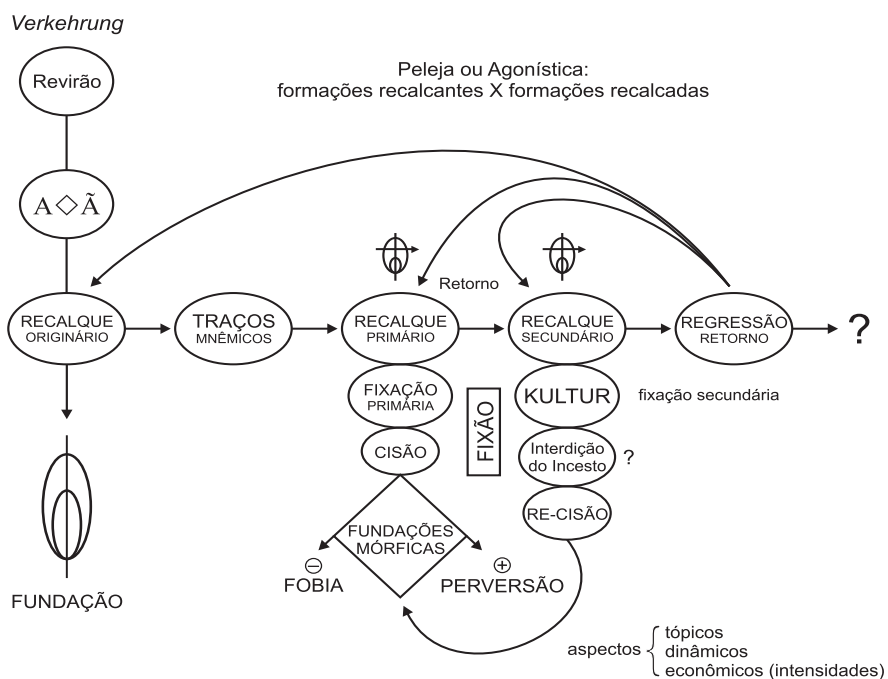 Verkehrung
Revirão
Peleja ou Agonística:
formações recalcantes X formações recalcadas
A ◇ Ã
Retorno
RECALQUE
ORIGINÁRIO
TRAÇOS
MNÊMICOS
RECALQUE
PRIMÁRIO
RECALQUE
SECUNDÁRIO
REGRESSÃO
RETORNO
?
FIXAÇÃO
PRIMÁRIA
FIXÃO
KULTUR
fixação secundária
CISÃO
Interdição
do Incesto
?
RE-CISÃO
FUNDAÇÕES
MÓRFICAS
−
FOBIA
+
PERVERSÃO
FUNDAÇÃO
aspectos
tópicos
dinâmicos
econômicos (intensidades)